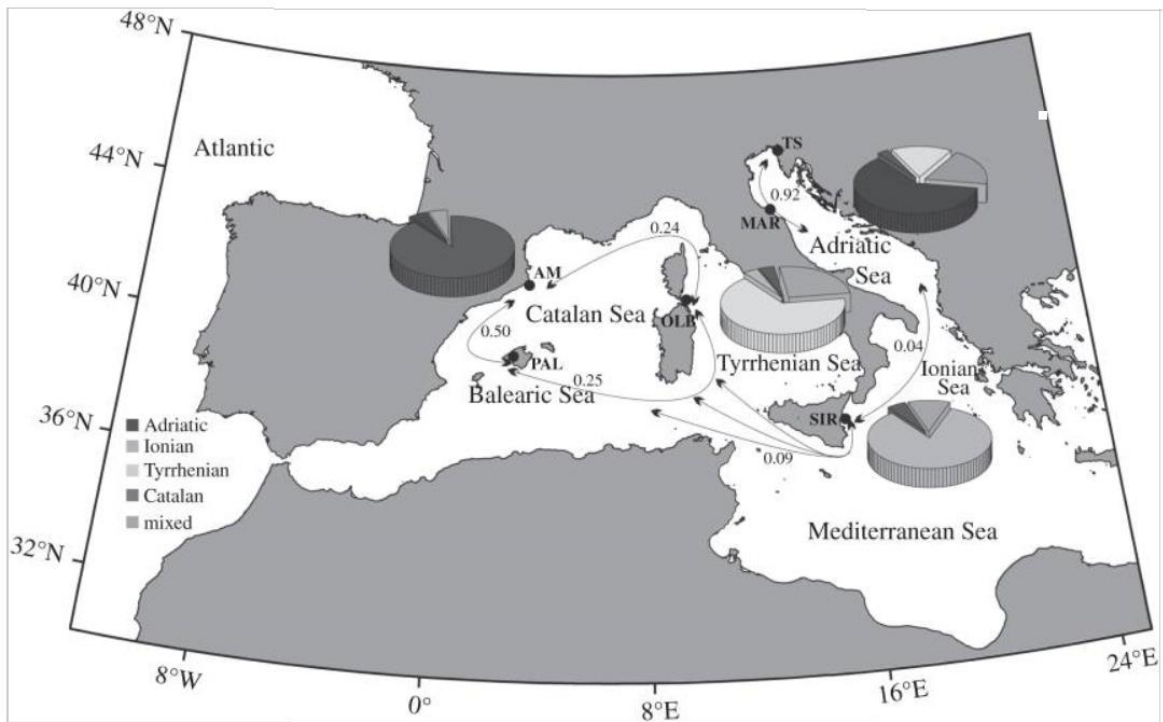 48°N
Atlantic
44°N
TS
0.92
MAR
Adriatic
Sea
0.24
40°N
AM
Catalan Sea
OLB
0.50
Tyrrhenian Sea
0.04
Ionian
Sea
PAL
0.25
Balearic Sea
36°N
SIR
Adriatic
Ionian
Tyrrhenian
Catalan
mixed
0.09
Mediterranean Sea
32°N
8°W
0°
8°E
16°E
24°E